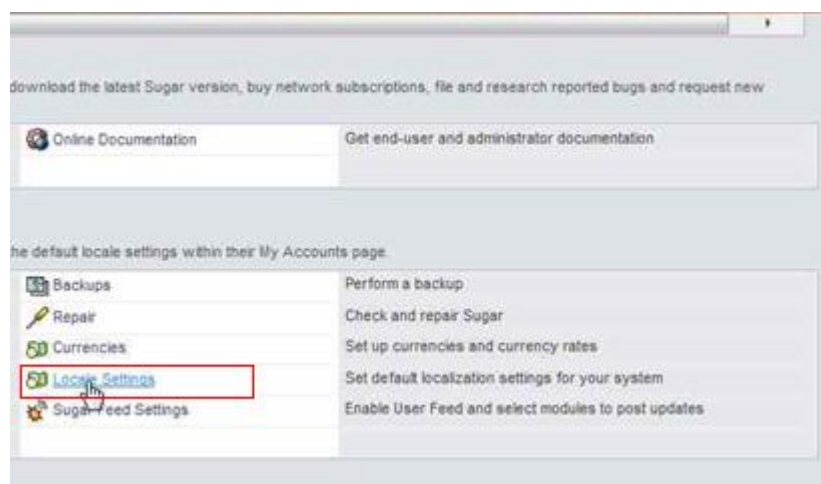 download the latest Sugar version, buy network subscriptions, file and research reported bugs and request new
Online Documentation Get end-user and administrator documentation
he default locale settings within their My Accounts page.
Backups Perform a backup
Repair Check and repair Sugar
Currencies Set up currencies and currency rates
Locale Settings Set default localization settings for your system
Sugar Feed Settings Enable User Feed and select modules to post updates